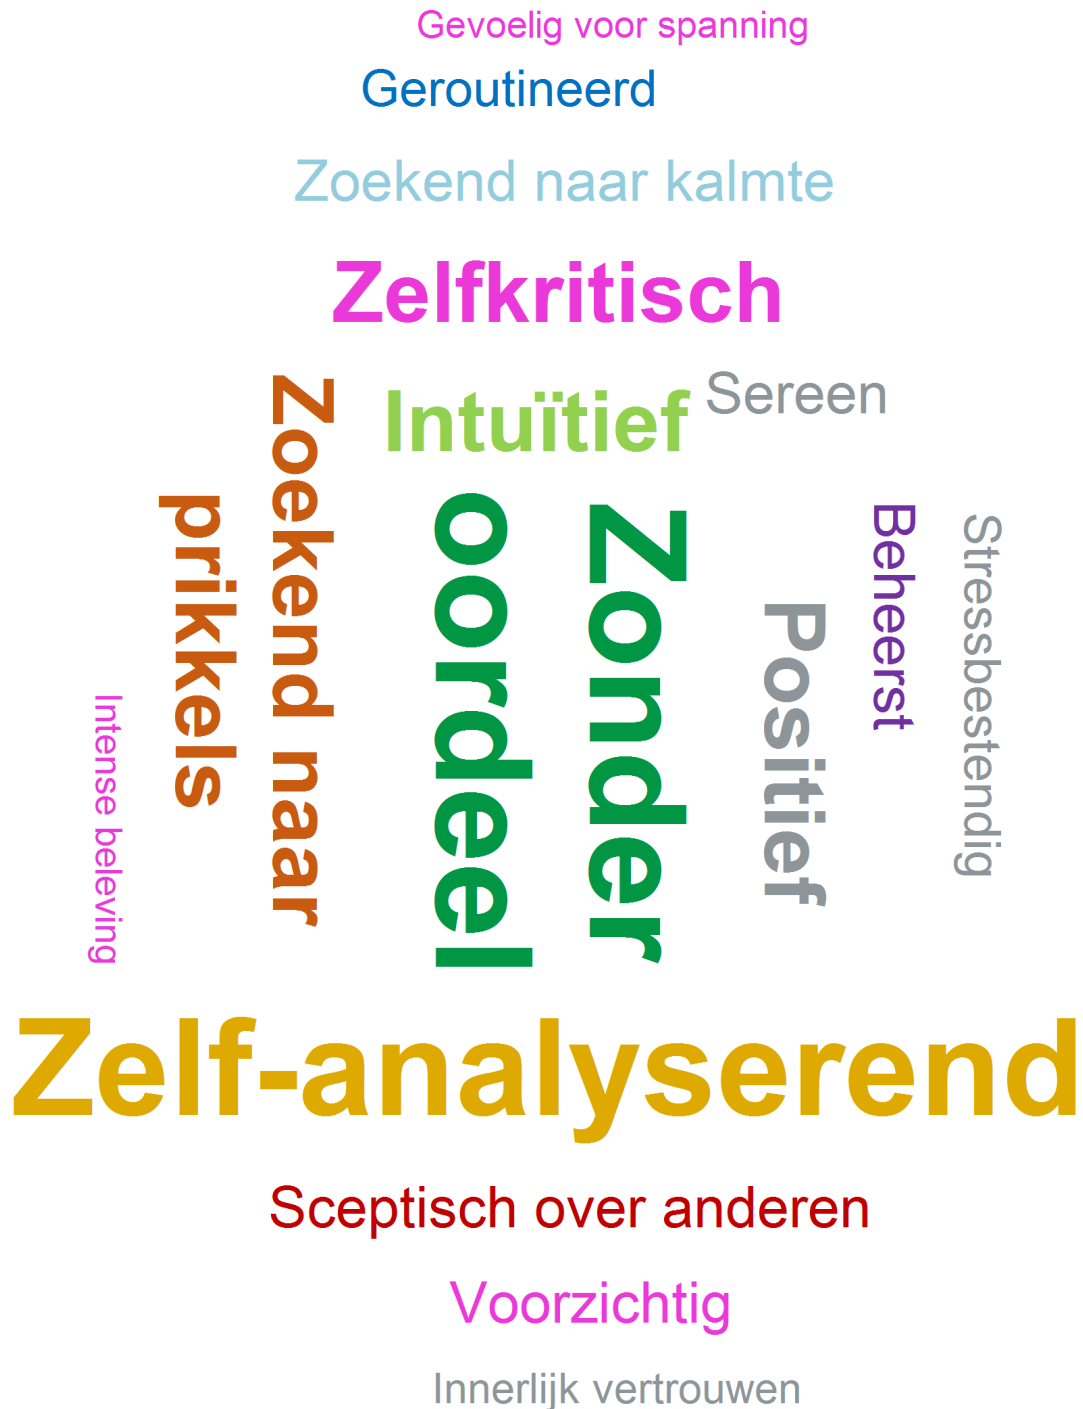 Gevoelig voor spanning
Geroutineerd
Zoekend naar kalmte
Zelfkritisch
Intuïtief
Sereen
Zoekend naar
prikkels
Zonder
oordeel
Positief
Beheerst
Stressbestendig
Intense beleving
Zelf-analyserend
Sceptisch over anderen
Voorzichtig
Innerlijk vertrouwen